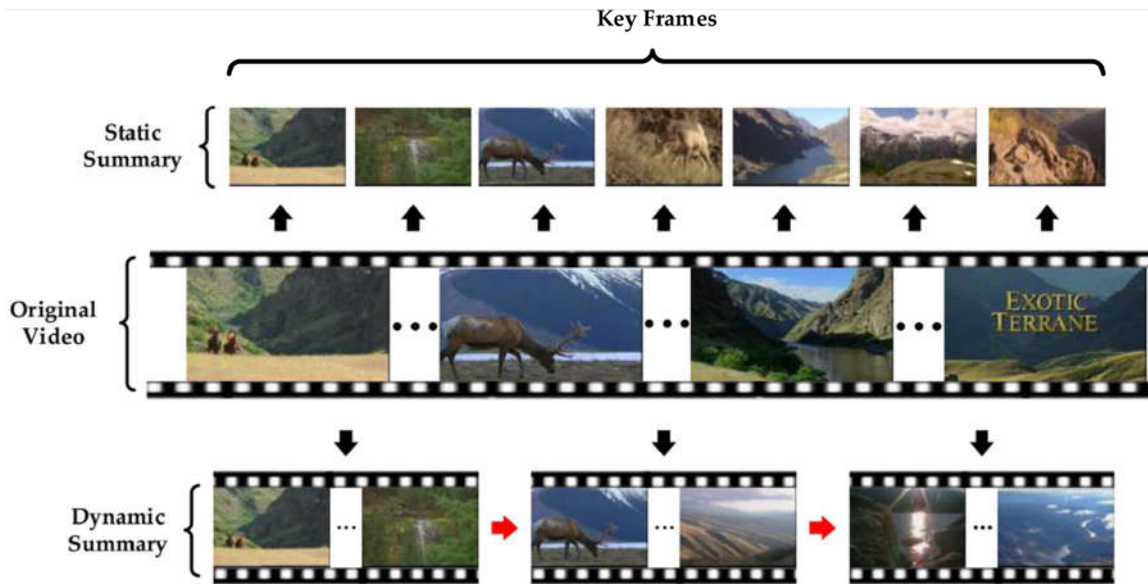 Key Frames
Static
Summary
Original
Video
EXOTIC
TERRANE
Dynamic
Summary